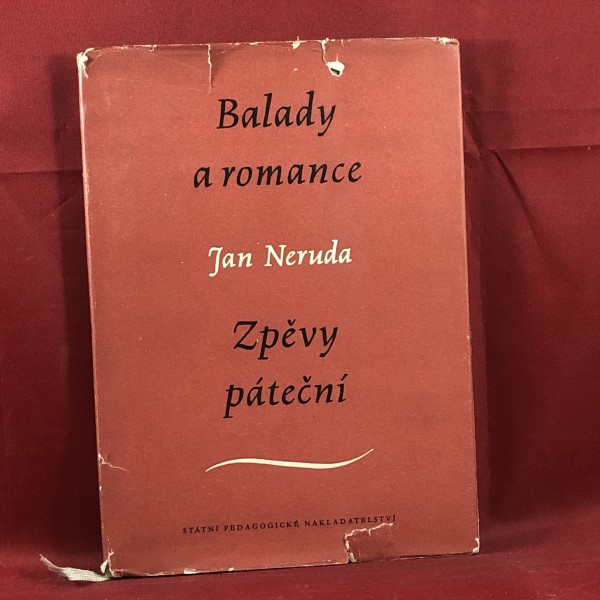 Balady
a romance
Jan Neruda
Zpěvy
páteční
STÁTNÍ PEDAGOGICKÉ NAKLADATELSTVÍ